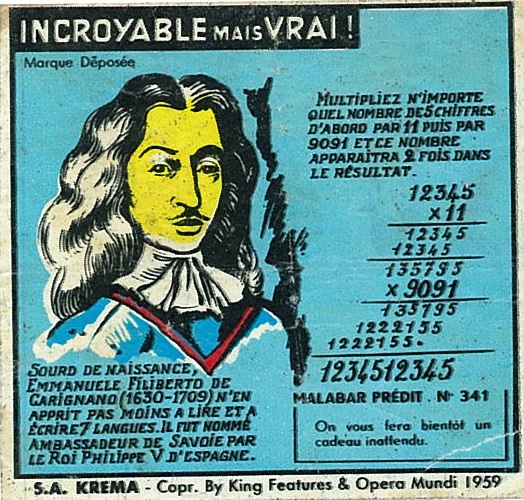 INCROYABLE MAIS VRAI !
Marque Déposée
MULTIPLIEZ N'IMPORTE
QUEL NOMBRE DE 5 CHIFFRES
D'ABORD PAR 11 PUIS PAR
9091 ET CE NOMBRE
APPARAÎTRA 2 FOIS DANS
LE RÉSULTAT.
12345
x 11
12345
12345
135795
x 9091
135795
1222155
1222155.
1234512345
SOURD DE NAISSANCE,
EMMANUELE FILIBERTO DE
CARIGNANO (1630-1709) N'EN
APPRIT PAS MOINS A LIRE ET A
ÉCRIRE 7 LANGUES. IL FUT NOMMÉ
AMBASSADEUR DE SAVOIE PAR
LE ROI PHILIPPE V D'ESPAGNE.
MALABAR PRÉDIT . N° 341
On vous fera bientôt un
cadeau inattendu.
S.A. KREMA - Copr. By King Features & Opera Mundi 1959